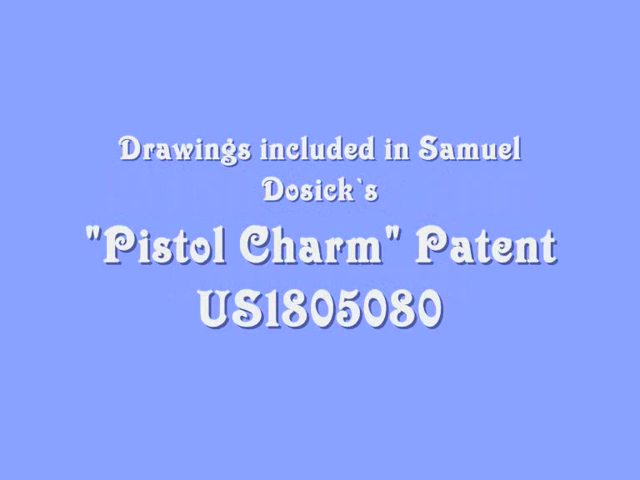 Drawings included in Samuel
Dosick`s
"Pistol Charm" Patent
US1805080